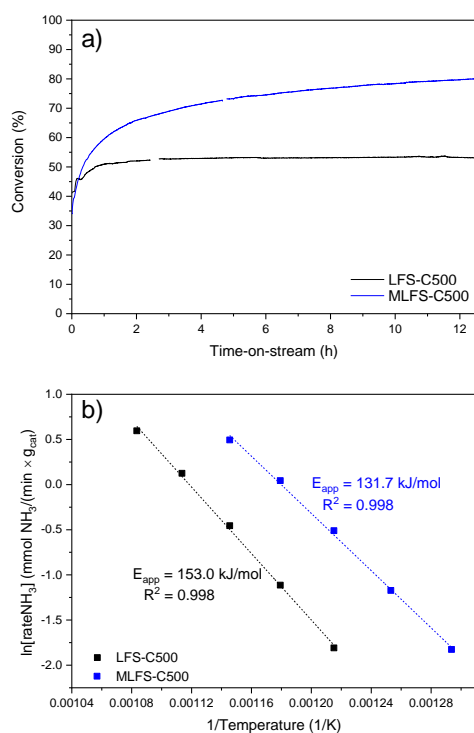 a)
100
90
80
70
60
50
40
30
20
10
0
Conversion (%)
LFS-C500
MLFS-C500
0 2 4 6 8 10 12
Time-on-stream (h)
b)
1.0
0.5
0.0
-0.5
-1.0
-1.5
-2.0
ln[rateNH₃] (mmol NH₃/(min × g_cat)
E_app = 131.7 kJ/mol
R² = 0.998
E_app = 153.0 kJ/mol
R² = 0.998
LFS-C500
MLFS-C500
0.00104 0.00108 0.00112 0.00116 0.00120 0.00124 0.00128
1/Temperature (1/K)